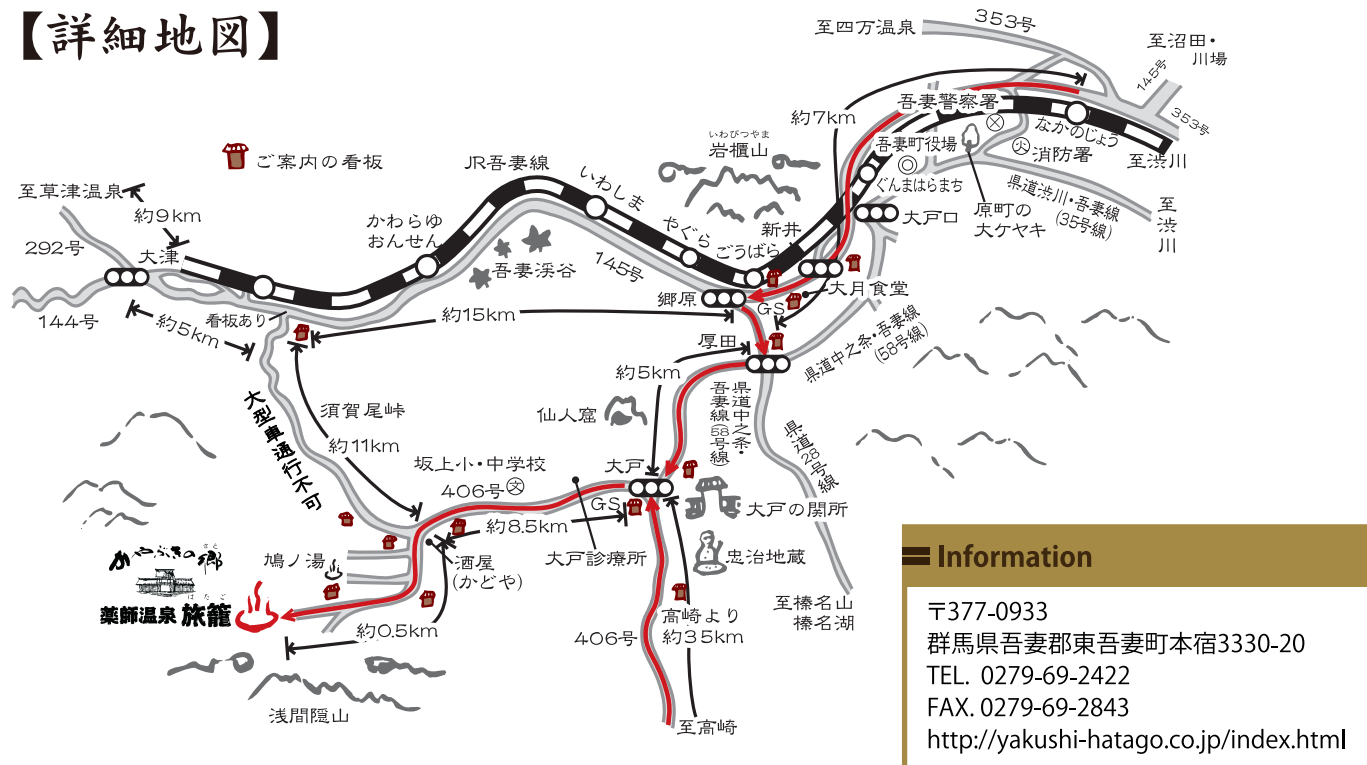 【詳細地図】
353号
至四万温泉
至沼田・
川場
145号
353号
約7km
吾妻警察署
なかのじょう
至渋川
いわびつやま
岩櫃山
吾妻町役場
消防署
ぐんまはらまち
県道渋川・吾妻線
(35号線)
至渋川
原町の
大ケヤキ
大戸口
ご案内の看板
JR吾妻線
至草津温泉
約9km
いわしま
かわらゆ
おんせん
やぐら
ごうばら
新井
292号
大津
吾妻渓谷
145号
大月食堂
郷原
GS
144号
約5km
看板あり
約15km
厚田
県道中之条・吾妻線
(58号線)
約5km
県道中之条・
吾妻線(58号線)
県道28号線
大型車通行不可
須賀尾峠
約11km
仙人窟
坂上小・中学校
406号
文
大戸
GS
約8.5km
大戸の関所
大戸診療所
忠治地蔵
酒屋
(かどや)
鳩ノ湯
さと
かやぶきの郷
はたご
薬師温泉 旅籠
約0.5km
高崎より
約35km
406号
至榛名山
榛名湖
浅間隠山
至高崎
Information
〒377-0933
群馬県吾妻郡東吾妻町本宿3330-20
TEL. 0279-69-2422
FAX. 0279-69-2843
http://yakushi-hatago.co.jp/index.html